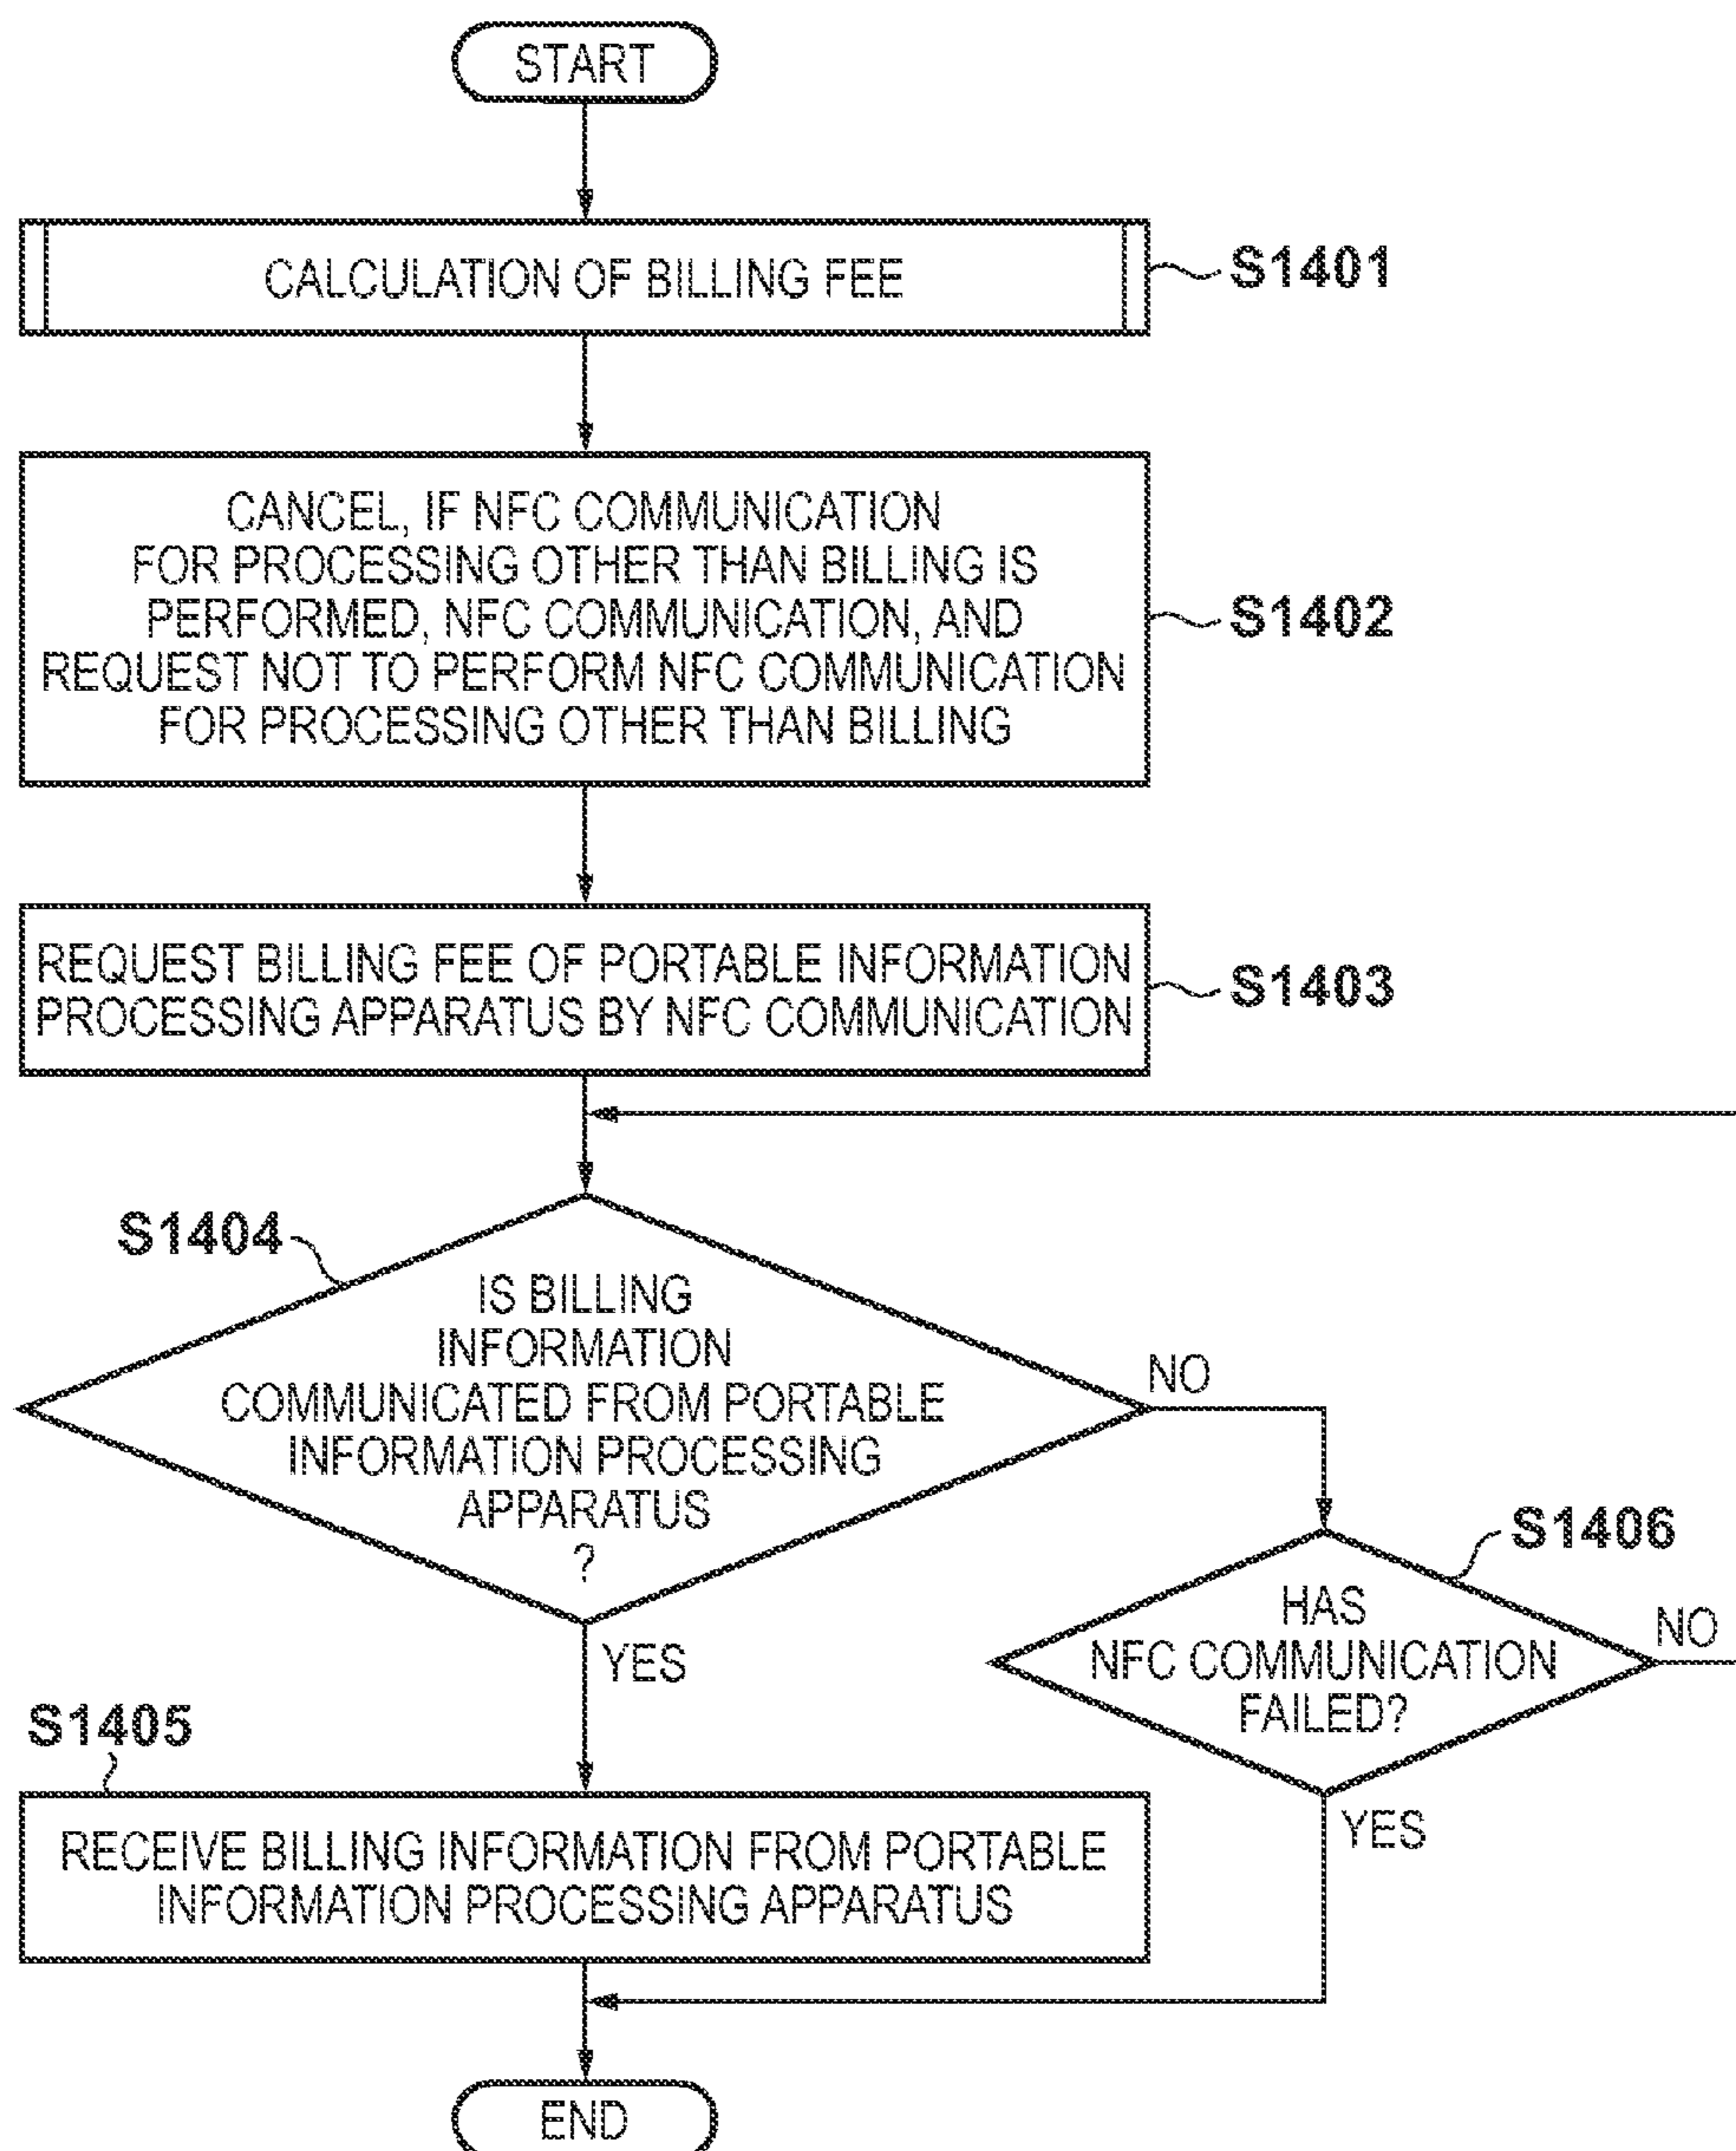 START
CALCULATION OF BILLING FEE
S1401
CANCEL, IF NFC COMMUNICATION
FOR PROCESSING OTHER THAN BILLING IS
PERFORMED, NFC COMMUNICATION, AND
REQUEST NOT TO PERFORM NFC COMMUNICATION
FOR PROCESSING OTHER THAN BILLING
S1402
REQUEST BILLING FEE OF PORTABLE INFORMATION
PROCESSING APPARATUS BY NFC COMMUNICATION
S1403
S1404
IS BILLING
INFORMATION
COMMUNICATED FROM PORTABLE
INFORMATION PROCESSING
APPARATUS
?
NO
YES
S1406
HAS
NFC COMMUNICATION
FAILED?
NO
YES
S1405
RECEIVE BILLING INFORMATION FROM PORTABLE
INFORMATION PROCESSING APPARATUS
END